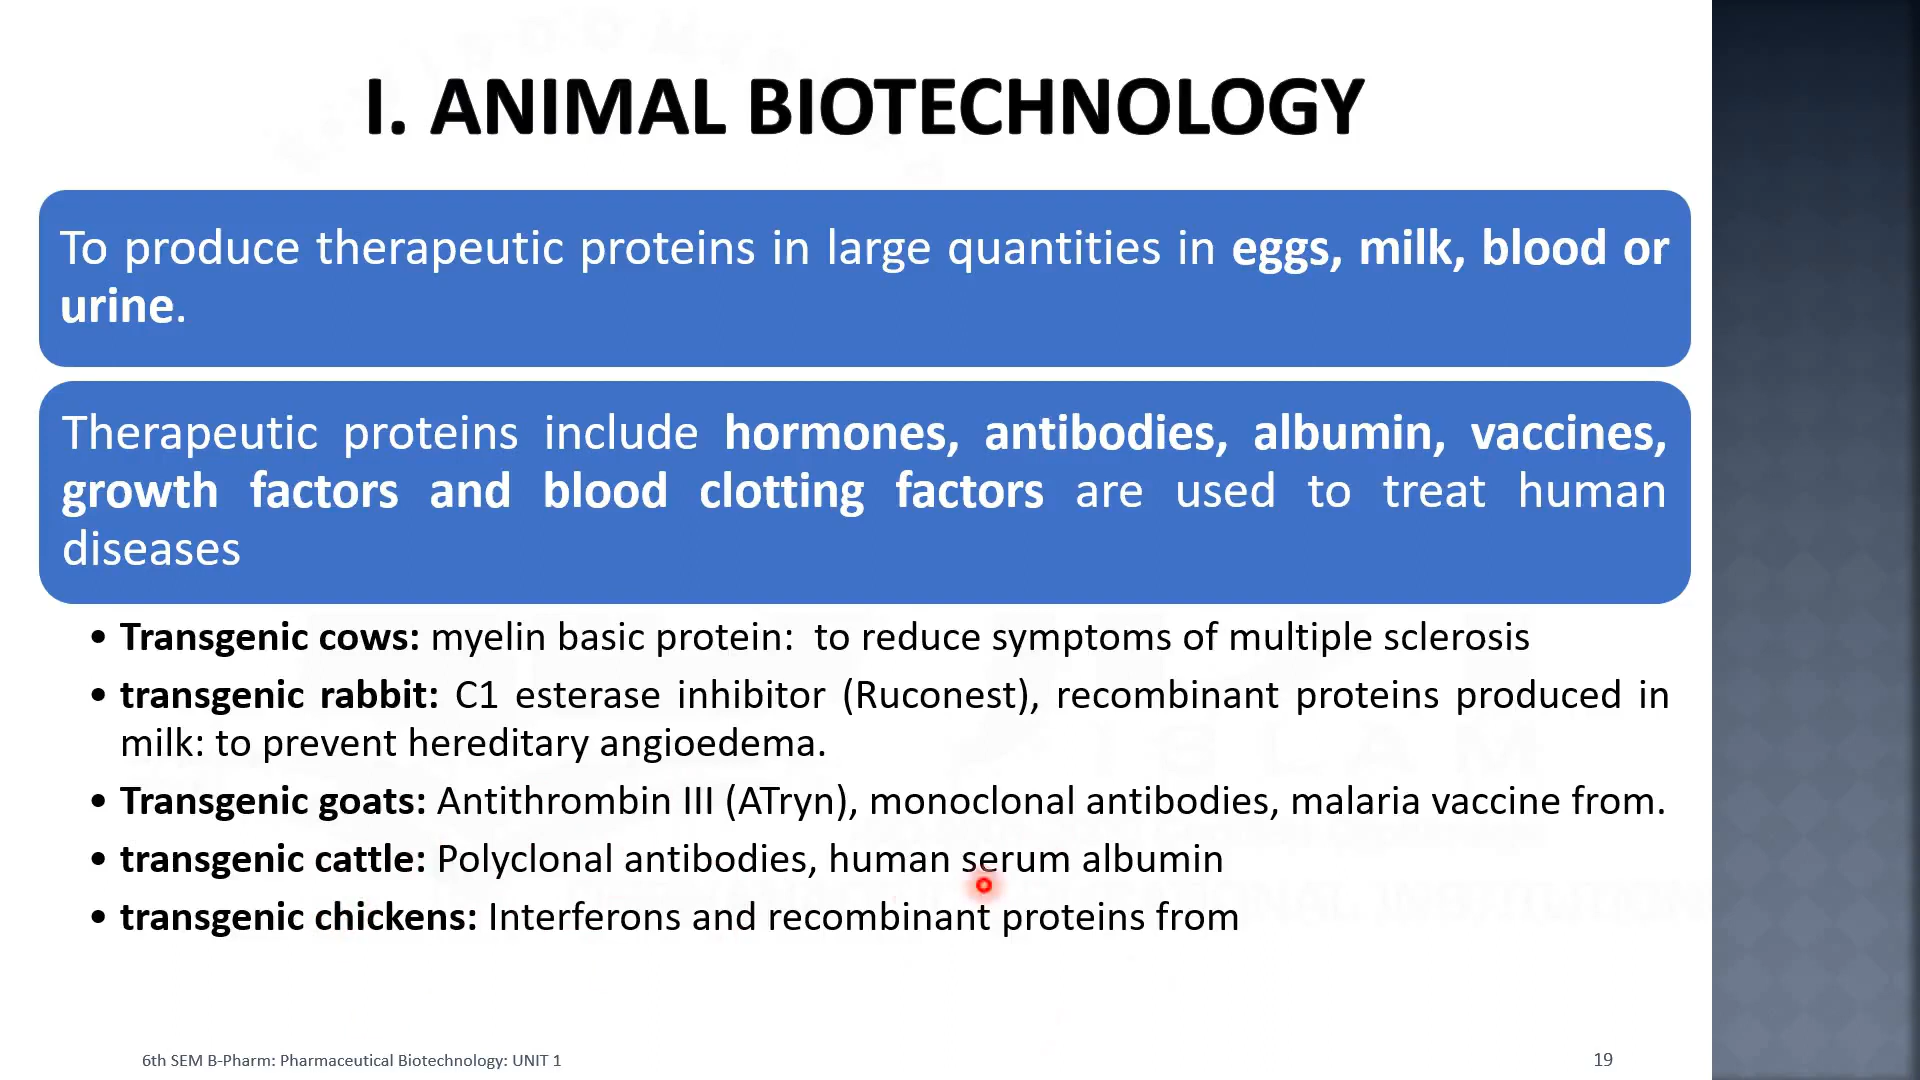 I. ANIMAL BIOTECHNOLOGY
To produce therapeutic proteins in large quantities in eggs, milk, blood or
urine.
Therapeutic proteins include hormones, antibodies, albumin, vaccines,
growth factors and blood clotting factors are used to treat human
diseases
• Transgenic cows: myelin basic protein: to reduce symptoms of multiple sclerosis
• transgenic rabbit: C1 esterase inhibitor (Ruconest), recombinant proteins produced in
milk: to prevent hereditary angioedema.
• Transgenic goats: Antithrombin III (ATryn), monoclonal antibodies, malaria vaccine from.
• transgenic cattle: Polyclonal antibodies, human serum albumin
• transgenic chickens: Interferons and recombinant proteins from
6th SEM B-Pharm: Pharmaceutical Biotechnology: UNIT 1
19